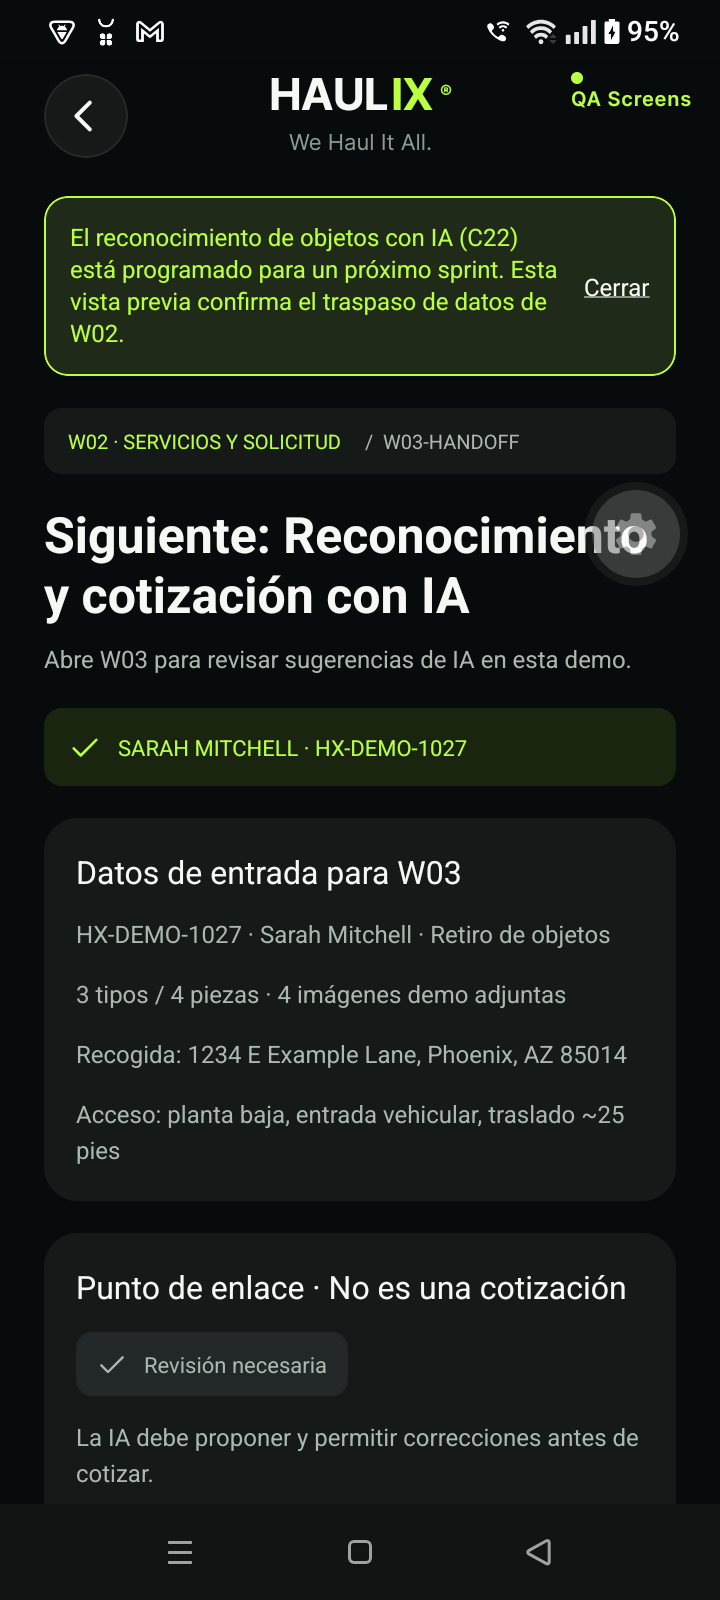 95%
HAULIX ®
QA Screens
We Haul It All.
El reconocimiento de objetos con IA (C22)
está programado para un próximo sprint. Esta
vista previa confirma el traspaso de datos de
W02.
Cerrar
W02 · SERVICIOS Y SOLICITUD / W03-HANDOFF
Siguiente: Reconocimiento
y cotización con IA
Abre W03 para revisar sugerencias de IA en esta demo.
SARAH MITCHELL · HX-DEMO-1027
Datos de entrada para W03
HX-DEMO-1027 · Sarah Mitchell · Retiro de objetos
3 tipos / 4 piezas · 4 imágenes demo adjuntas
Recogida: 1234 E Example Lane, Phoenix, AZ 85014
Acceso: planta baja, entrada vehicular, traslado ~25
pies
Punto de enlace · No es una cotización
Revisión necesaria
La IA debe proponer y permitir correcciones antes de
cotizar.